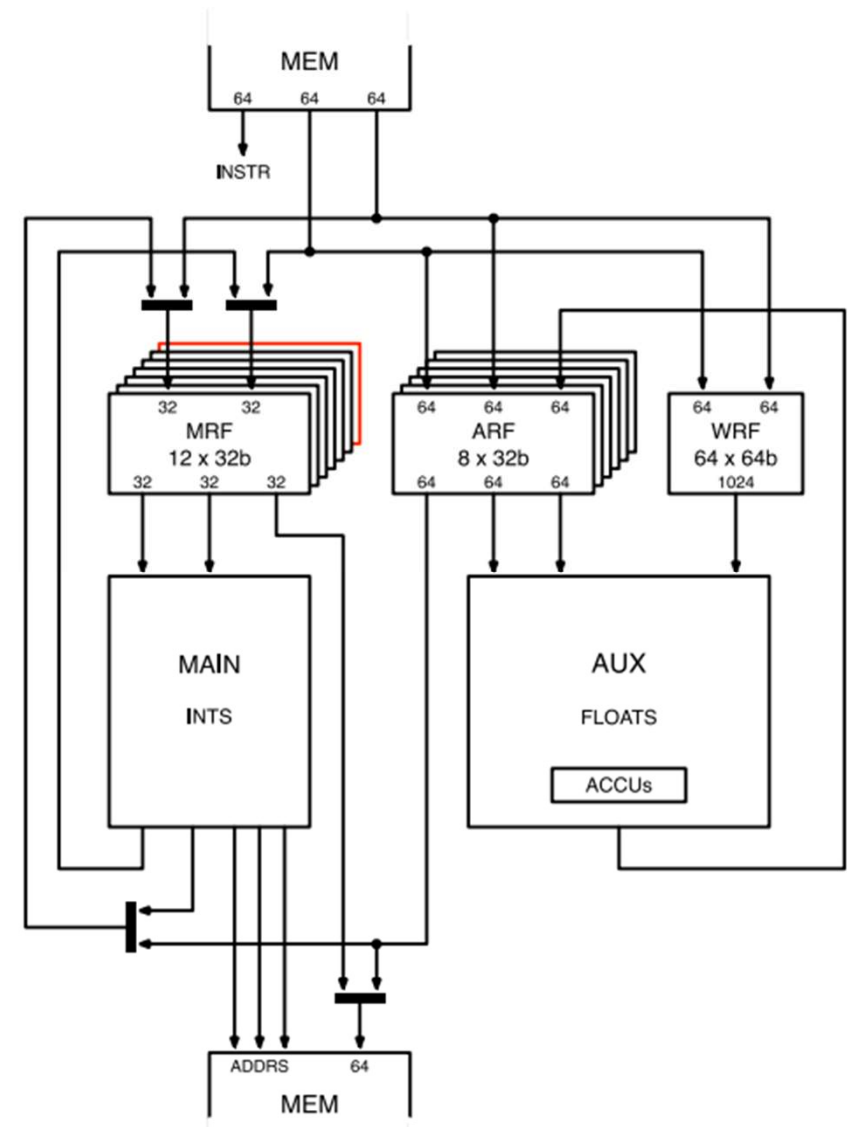 MEM
64 64 64
INSTR
32 32
MRF
12 x 32b
32 32 32
64 64 64
ARF
8 x 32b
64 64 64
64 64
WRF
64 x 64b
1024
MAIN
INTS
AUX
FLOATS
ACCUs
ADDRS 64
MEM